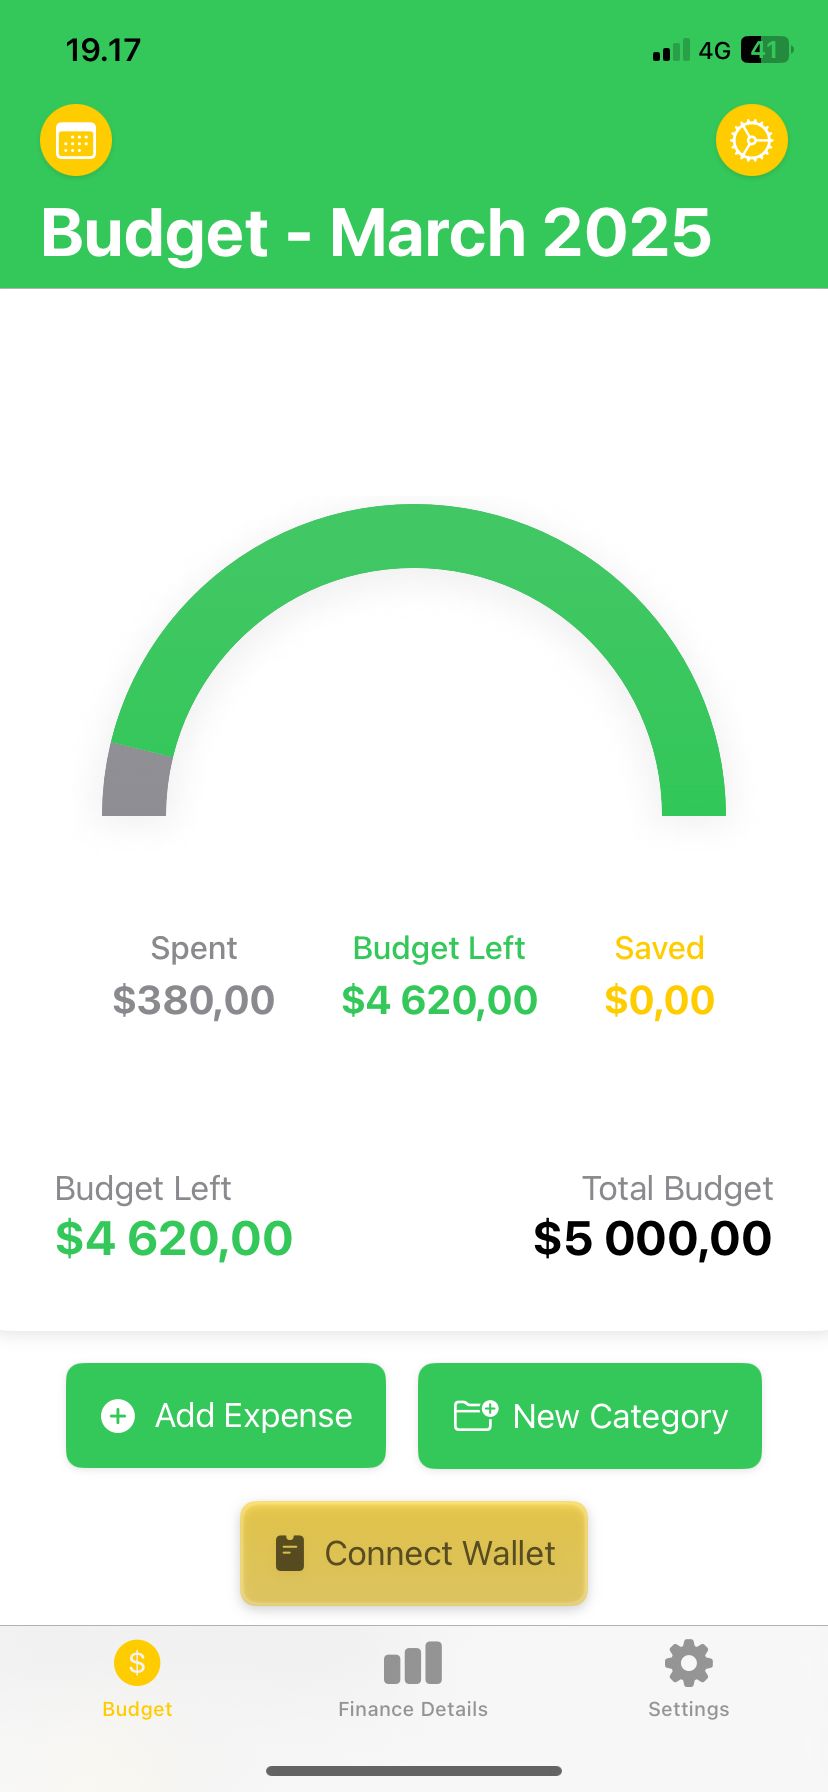 19.17
4G 41
Budget - March 2025
Spent Budget Left Saved
$380,00 $4 620,00 $0,00
Budget Left Total Budget
$4 620,00 $5 000,00
Add Expense New Category
Connect Wallet
$
Budget Finance Details Settings